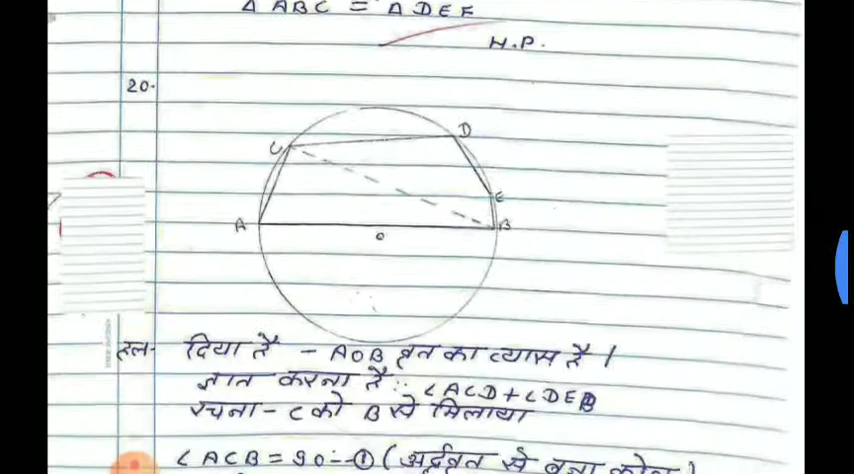 Δ ABC = Δ DEF
H.P.
20.
C
D
E
A
B
O
हल- दिया है - AOB वृत का व्यास है।
ज्ञात करना है:- ∠ACD + ∠DEB
रचना - C को B से मिलाया
∠ACB = 90 -① (अर्द्धवृत से बना कोण)